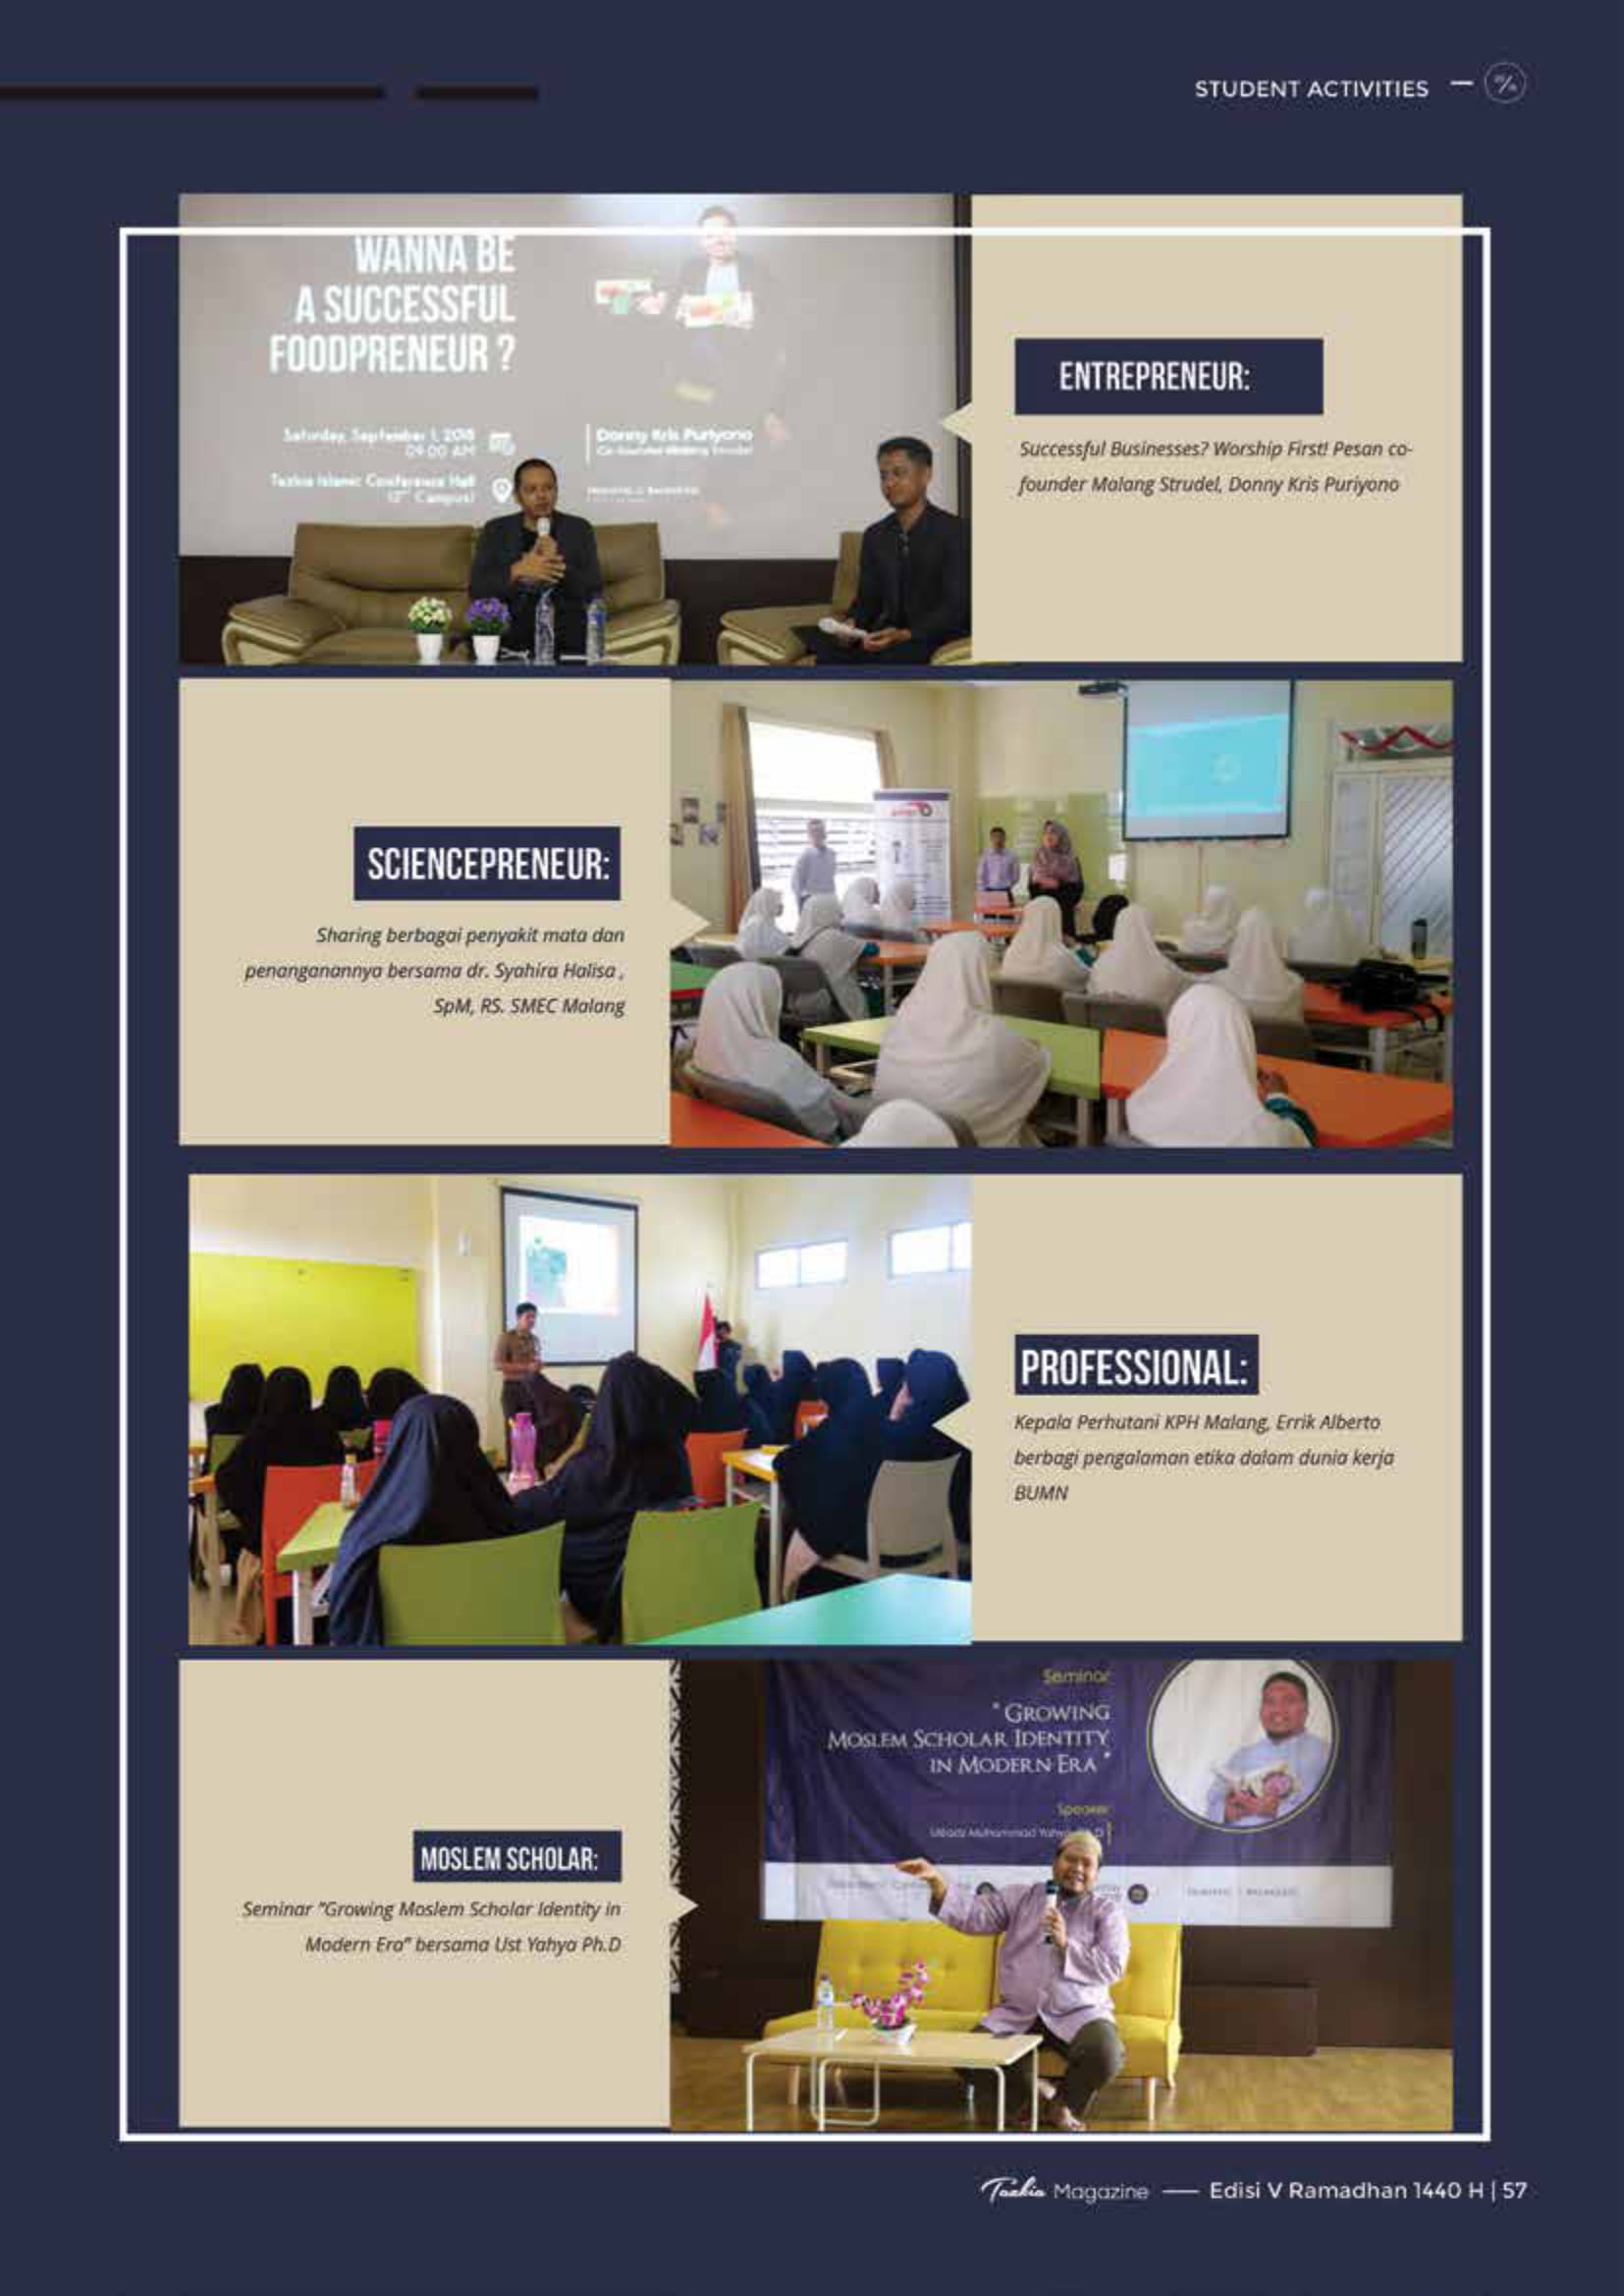 STUDENT ACTIVITIES
WANNA BE
A SUCCESSFUL
FOODPRENEUR ?
Saturday, September 1, 2018
09.00 AM
Tazkia Islamic Conference Hall
Campus)
Donny Kris Puriyono
ENTREPRENEUR:
Successful Businesses? Worship First! Pesan co-
founder Malang Strudel, Donny Kris Puriyono
SCIENCEPRENEUR:
Sharing berbagai penyakit mata dan
penanganannya bersama dr. Syahira Halisa ,
SpM, RS. SMEC Malang
PROFESSIONAL:
Kepala Perhutani KPH Malang, Errik Alberto
berbagi pengalaman etika dalam dunia kerja
BUMN
MOSLEM SCHOLAR:
Seminar "Growing Moslem Scholar Identity in
Modern Era" bersama Ust Yahya Ph.D
Seminar
" GROWING
MOSLEM SCHOLAR IDENTITY
IN MODERN ERA "
Speaker
Muhammad
Tazkia Magazine — Edisi V Ramadhan 1440 H | 57